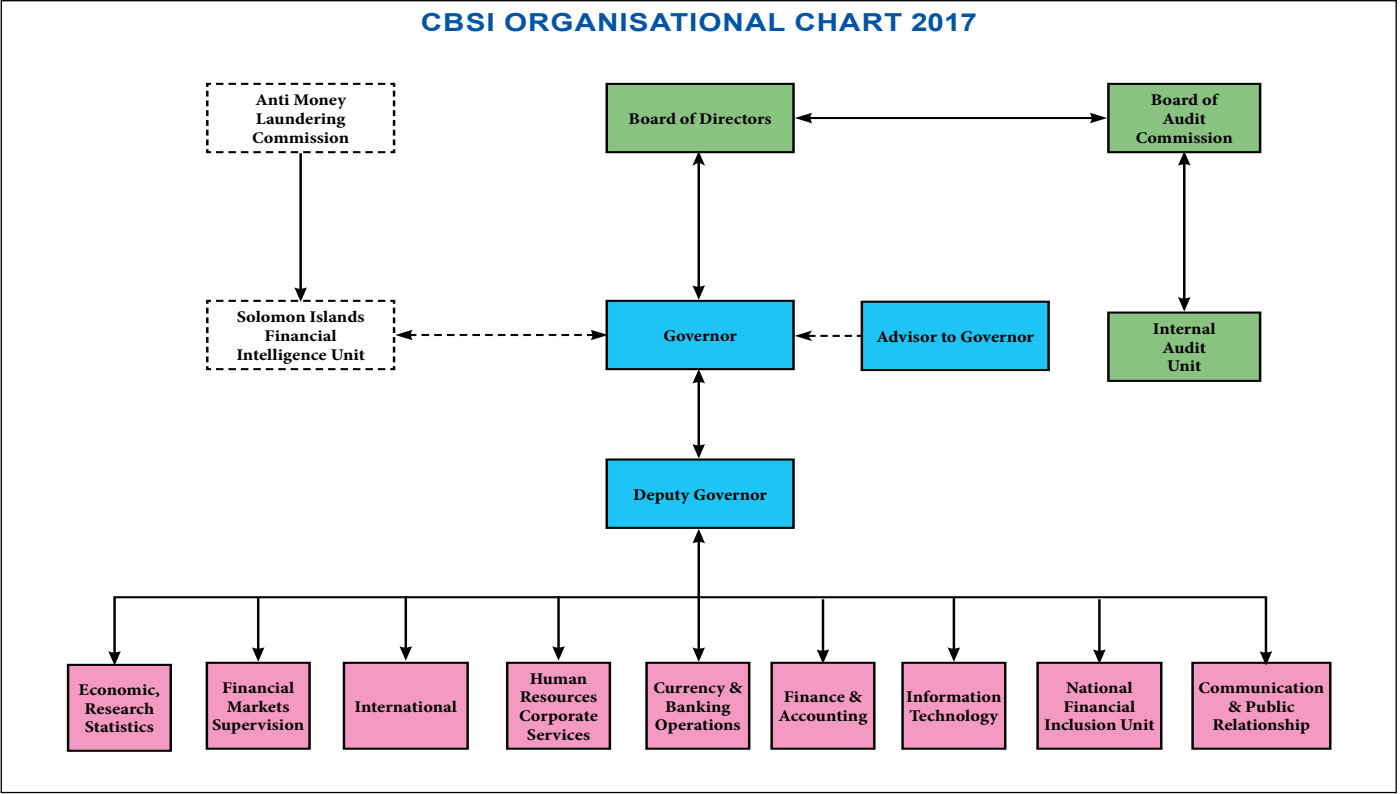 CBSI ORGANISATIONAL CHART 2017
Anti Money
Laundering
Commission
Board of Directors
Board of
Audit
Commission
Solomon Islands
Financial
Intelligence Unit
Governor
Advisor to Governor
Internal
Audit
Unit
Deputy Governor
Economic,
Research
Statistics
Financial
Markets
Supervision
International
Human
Resources
Corporate
Services
Currency &
Banking
Operations
Finance &
Accounting
Information
Technology
National
Financial
Inclusion Unit
Communication
& Public
Relationship